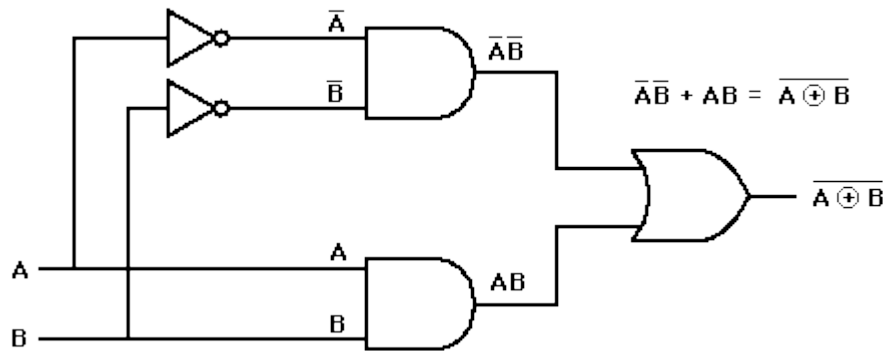 A̅
A̅B̅
B̅
A̅B̅ + AB = A̅ ̅⊕̅ ̅B̅
A̅ ̅⊕̅ ̅B̅
A
A
AB
B
B